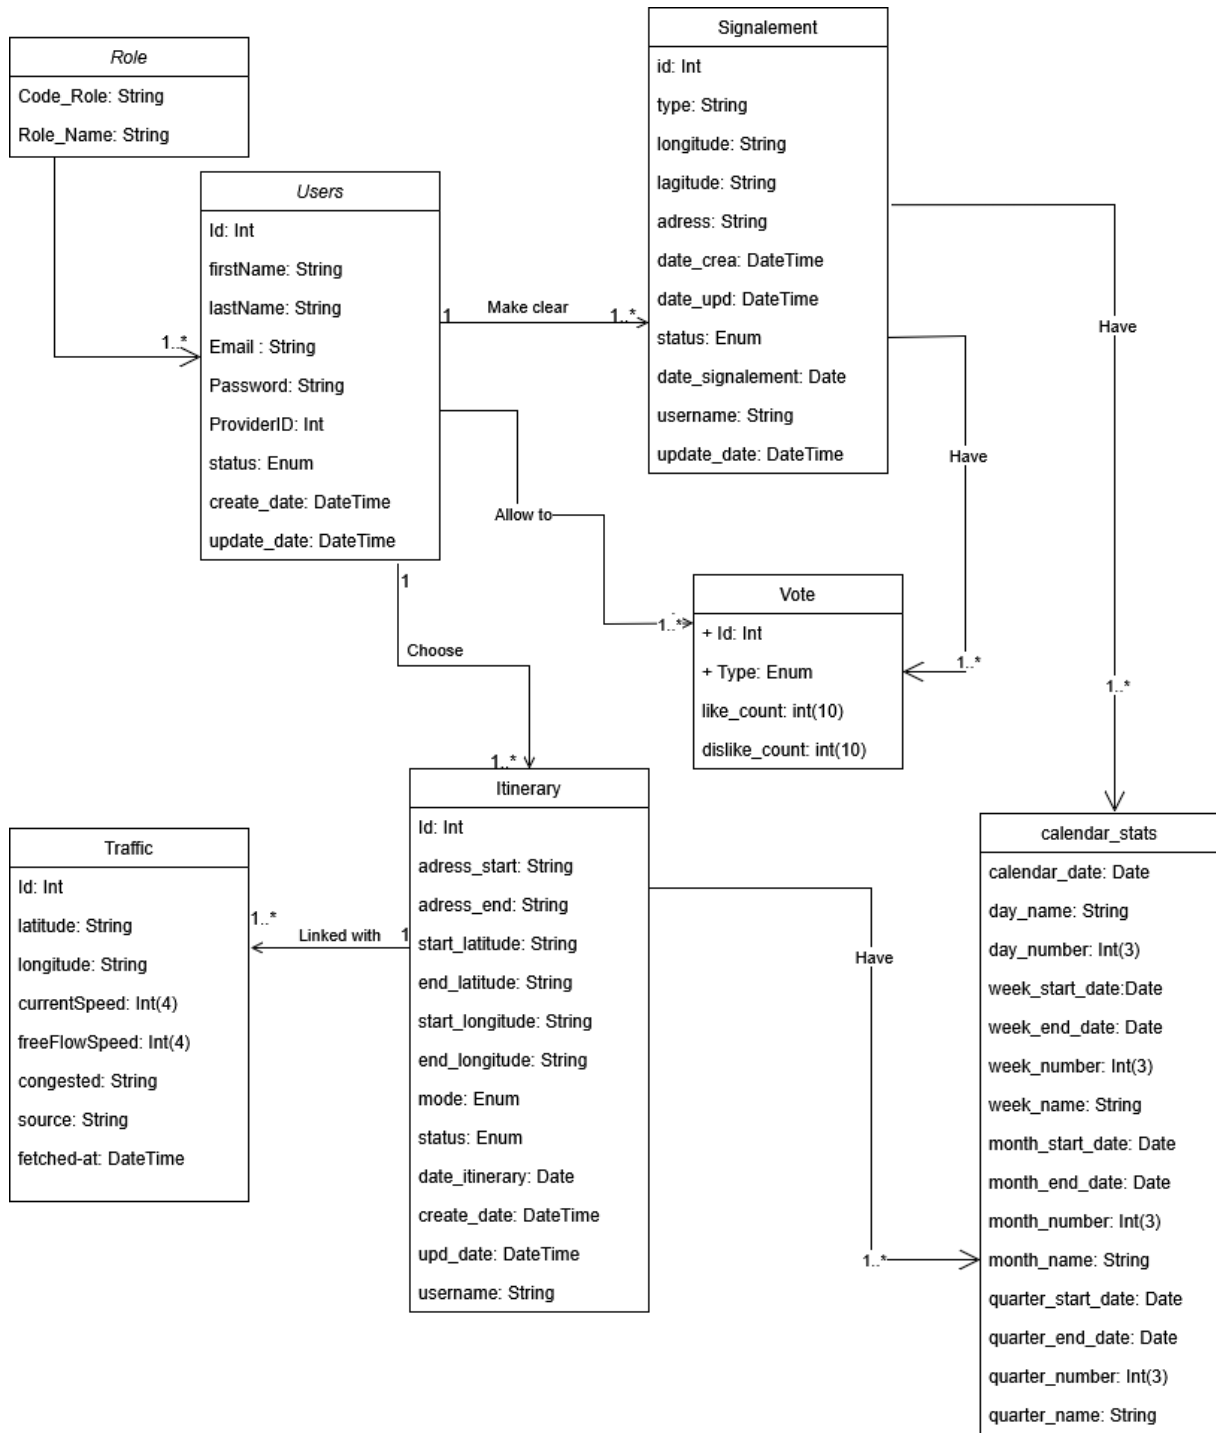 Role
Code_Role: String
Role_Name: String
1..*
Users
Id: Int
firstName: String
lastName: String
Email : String
Password: String
ProviderID: Int
status: Enum
create_date: DateTime
update_date: DateTime
1
Make clear
1..*
Signalement
id: Int
type: String
longitude: String
lagitude: String
adress: String
date_crea: DateTime
date_upd: DateTime
status: Enum
date_signalement: Date
username: String
update_date: DateTime
Have
1..*
Have
1..*
Allow to
1..*
Vote
+ Id: Int
+ Type: Enum
like_count: int(10)
dislike_count: int(10)
1
Choose
1..*
Itinerary
Id: Int
adress_start: String
adress_end: String
start_latitude: String
end_latitude: String
start_longitude: String
end_longitude: String
mode: Enum
status: Enum
date_itinerary: Date
create_date: DateTime
upd_date: DateTime
username: String
1..*
Linked with
1
Traffic
Id: Int
latitude: String
longitude: String
currentSpeed: Int(4)
freeFlowSpeed: Int(4)
congested: String
source: String
fetched-at: DateTime
Have
1..*
calendar_stats
calendar_date: Date
day_name: String
day_number: Int(3)
week_start_date:Date
week_end_date: Date
week_number: Int(3)
week_name: String
month_start_date: Date
month_end_date: Date
month_number: Int(3)
month_name: String
quarter_start_date: Date
quarter_end_date: Date
quarter_number: Int(3)
quarter_name: String